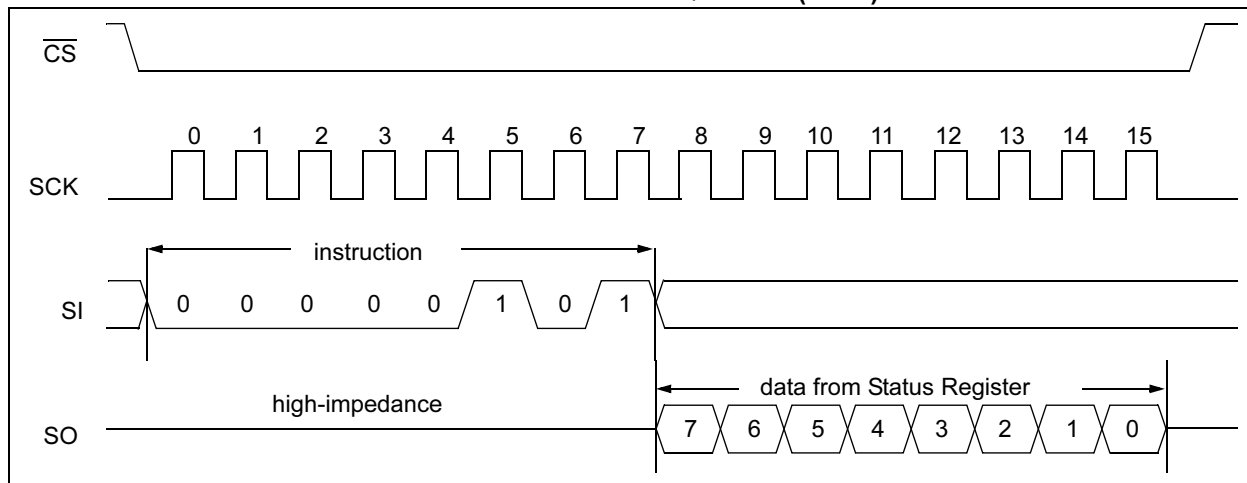 CS
0 1 2 3 4 5 6 7 8 9 10 11 12 13 14 15
SCK
instruction
SI 0 0 0 0 0 1 0 1
data from Status Register
high-impedance
SO 7 6 5 4 3 2 1 0